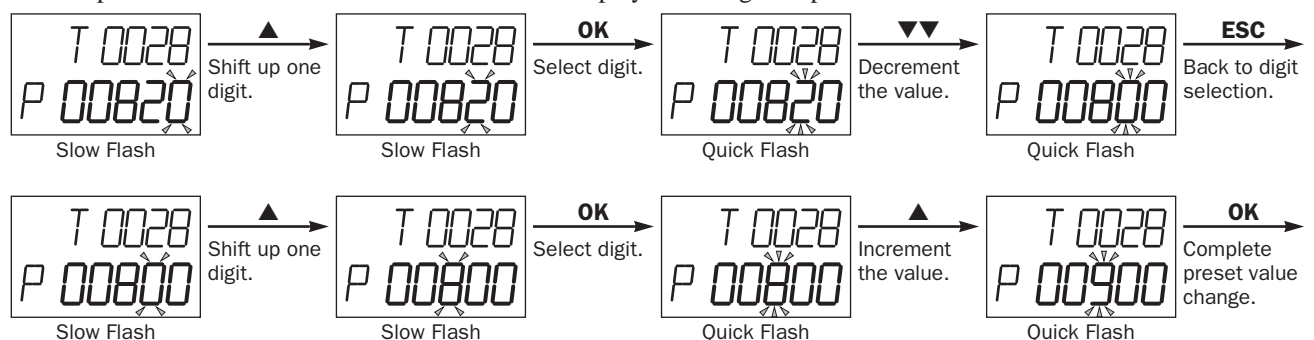 T 0028 ▲ T 0028 OK T 0028 ▼▼ T 0028 ESC
P 00820 Shift up one digit. P 00820 Select digit. P 00820 Decrement the value. P 00800 Back to digit selection.
Slow Flash Slow Flash Quick Flash Quick Flash
T 0028 ▲ T 0028 OK T 0028 ▲ T 0028 OK
P 00800 Shift up one digit. P 00800 Select digit. P 00800 Increment the value. P 00900 Complete preset value change.
Slow Flash Slow Flash Quick Flash Quick Flash